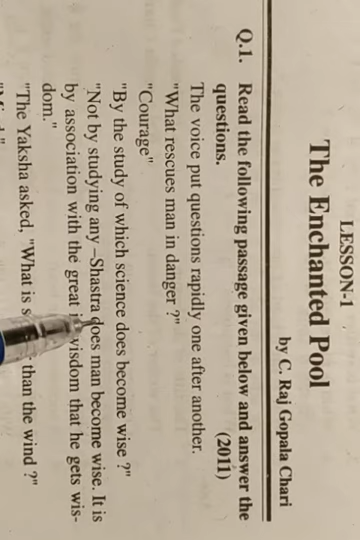 LESSON-1
The Enchanted Pool
by C. Raj Gopala Chari
Q.1. Read the following passage given below and answer the
questions. (2011)
The voice put questions rapidly one after another.
"What rescues man in danger ?"
"Courage"
"By the study of which science does become wise ?"
"Not by studying any –Shastra does man become wise. It is
by association with the great wisdom that he gets wis-
dom."
The Yaksha asked, "What is than the wind ?"